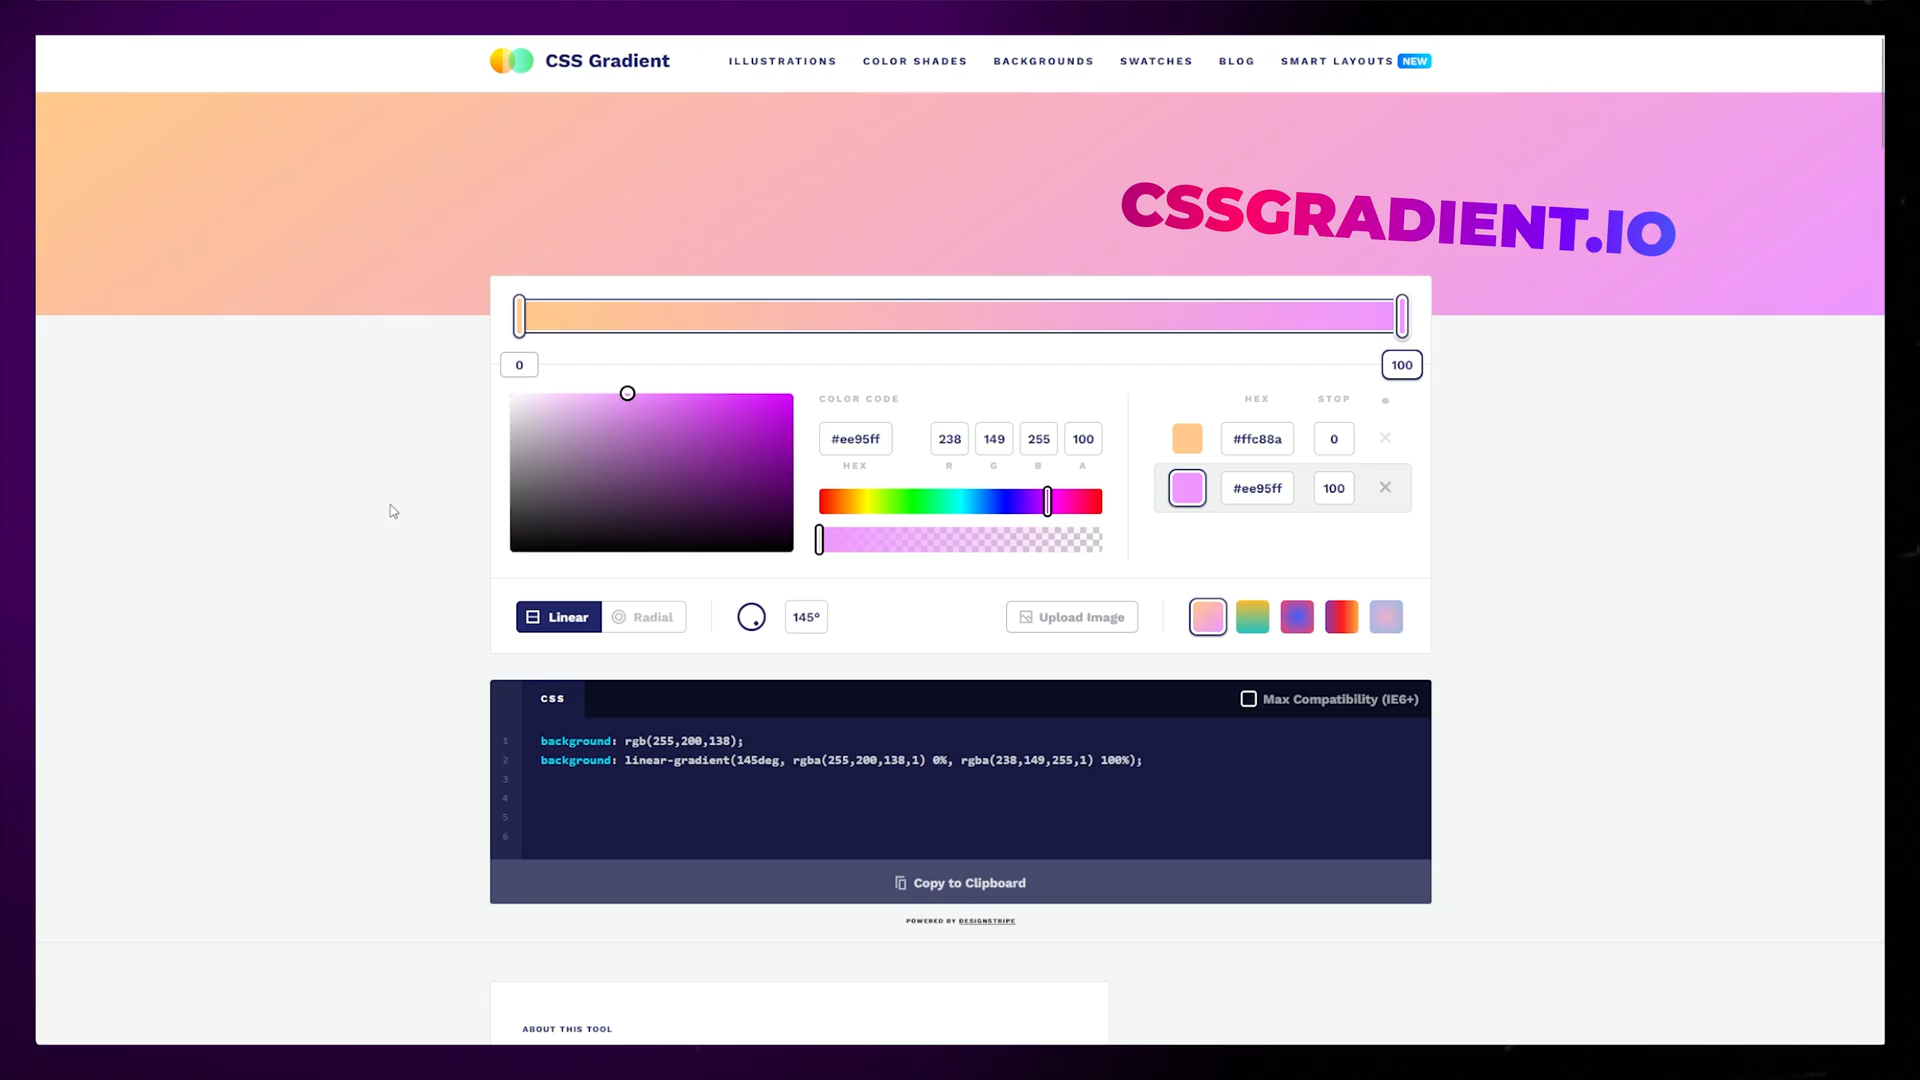 CSS Gradient
ILLUSTRATIONS COLOR SHADES BACKGROUNDS SWATCHES BLOG SMART LAYOUTS NEW
CSSGRADIENT.IO
0 100
COLOR CODE HEX STOP
#ee95ff 238 149 255 100
HEX R G B A
#ffc88a 0
#ee95ff 100
Linear Radial 145° Upload Image
CSS Max Compatibility (IE6+)
1 background: rgb(255,200,138);
2 background: linear-gradient(145deg, rgba(255,200,138,1) 0%, rgba(238,149,255,1) 100%);
3
4
5
6
Copy to Clipboard
POWERED BY DESIGNSTRIPE
ABOUT THIS TOOL